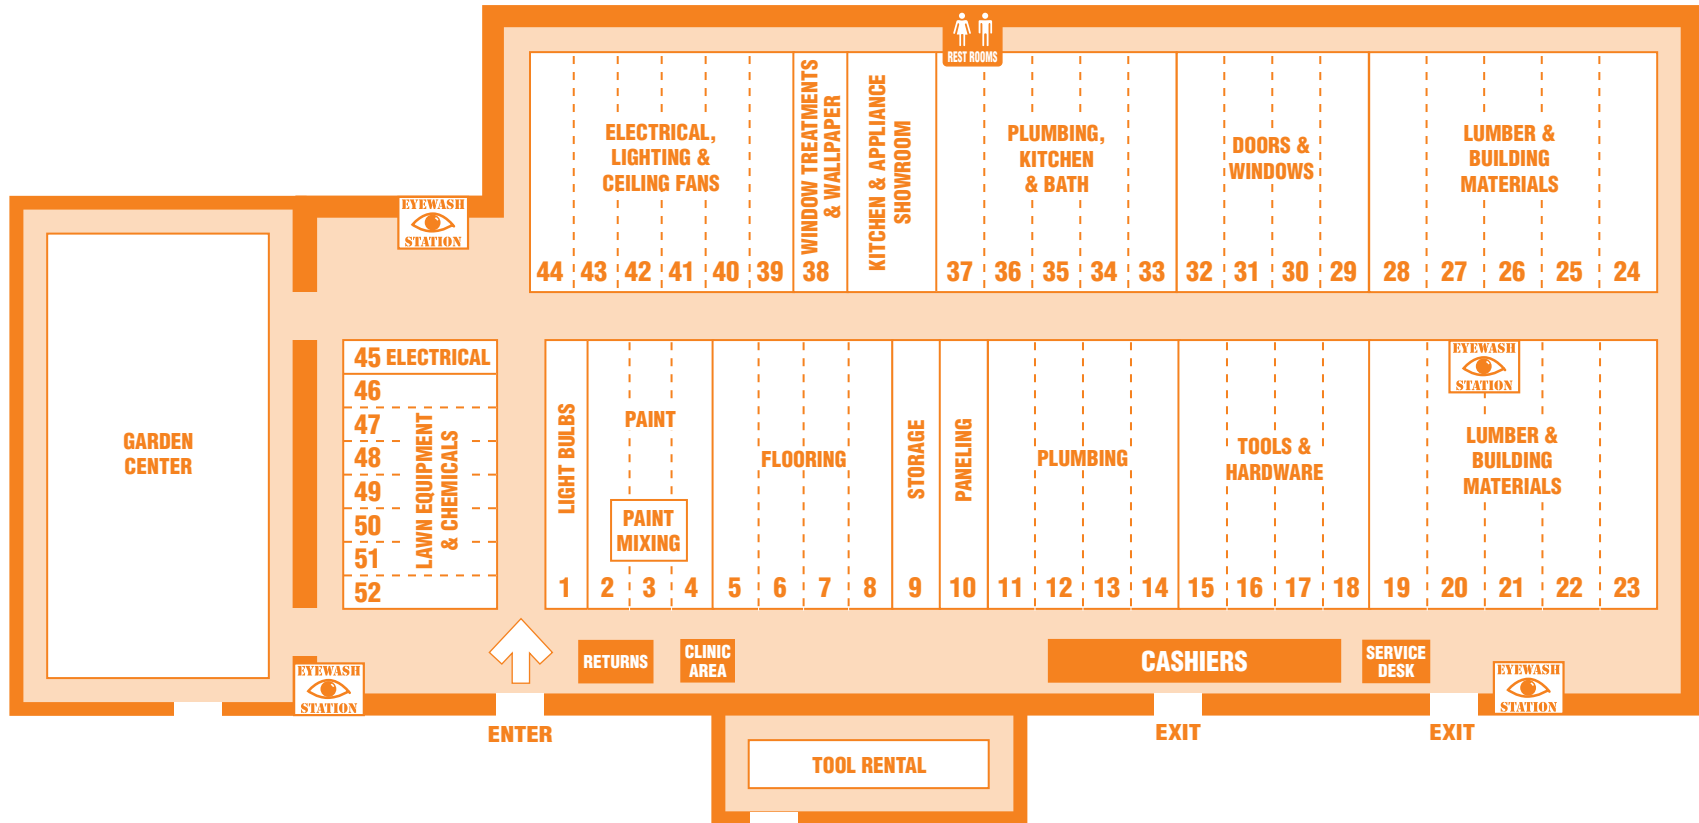 REST ROOMS
ELECTRICAL,
LIGHTING &
CEILING FANS
WINDOW TREATMENTS
& WALLPAPER
KITCHEN & APPLIANCE
SHOWROOM
PLUMBING,
KITCHEN
& BATH
DOORS &
WINDOWS
LUMBER &
BUILDING
MATERIALS
44 43 42 41 40 39 38 37 36 35 34 33 32 31 30 29 28 27 26 25 24
EYEWASH
STATION
GARDEN
CENTER
45 ELECTRICAL
46
47
48
49
50
51
52
LAWN EQUIPMENT
& CHEMICALS
LIGHT BULBS
PAINT
PAINT
MIXING
FLOORING
STORAGE
PANELING
PLUMBING
TOOLS &
HARDWARE
EYEWASH
STATION
LUMBER &
BUILDING
MATERIALS
1 2 3 4 5 6 7 8 9 10 11 12 13 14 15 16 17 18 19 20 21 22 23
EYEWASH
STATION
RETURNS
CLINIC
AREA
CASHIERS
SERVICE
DESK
EYEWASH
STATION
ENTER
EXIT
EXIT
TOOL RENTAL